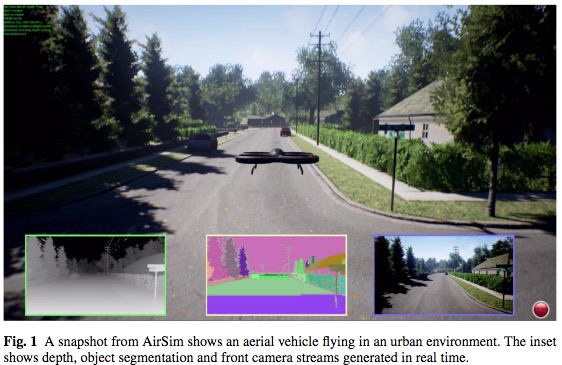 Fig. 1 A snapshot from AirSim shows an aerial vehicle flying in an urban environment. The inset
shows depth, object segmentation and front camera streams generated in real time.